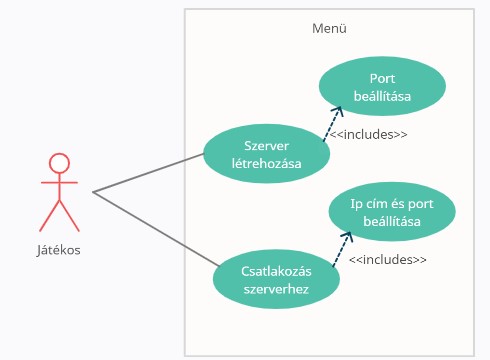 Menü
Port
beállítása
<<includes>>
Szerver
létrehozása
Ip cím és port
beállítása
Játékos
<<includes>>
Csatlakozás
szerverhez